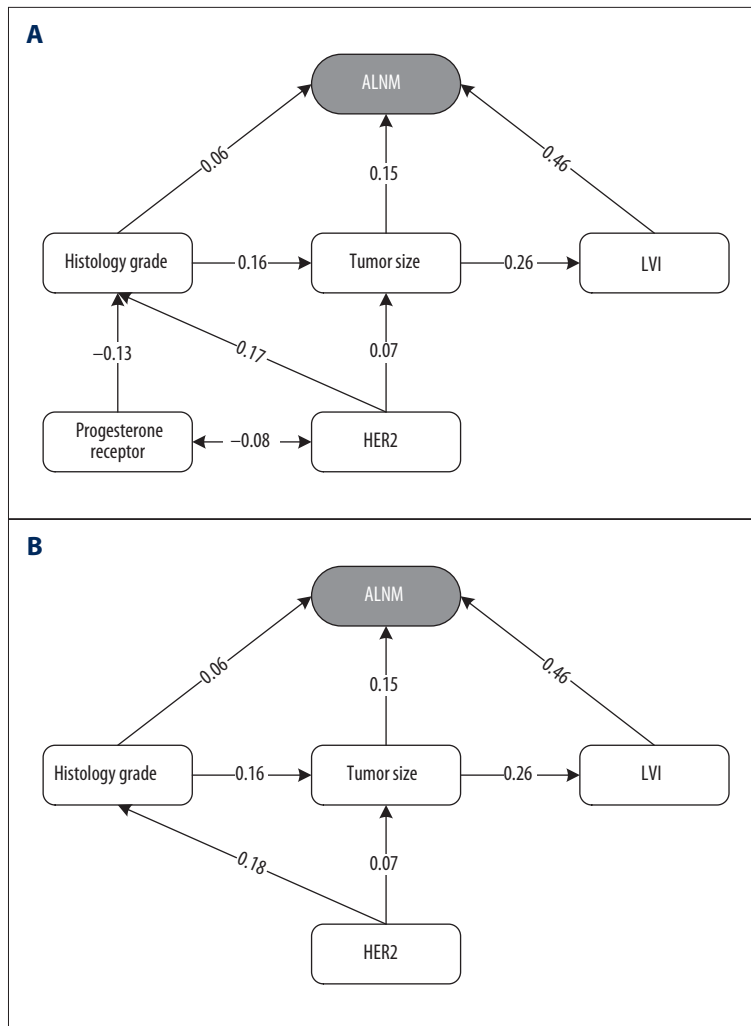 A
ALNM
0.06
0.15
0.46
Histology grade
0.16
Tumor size
0.26
LVI
–0.13
0.17
0.07
Progesterone
receptor
–0.08
HER2
B
ALNM
0.06
0.15
0.46
Histology grade
0.16
Tumor size
0.26
LVI
0.18
0.07
HER2